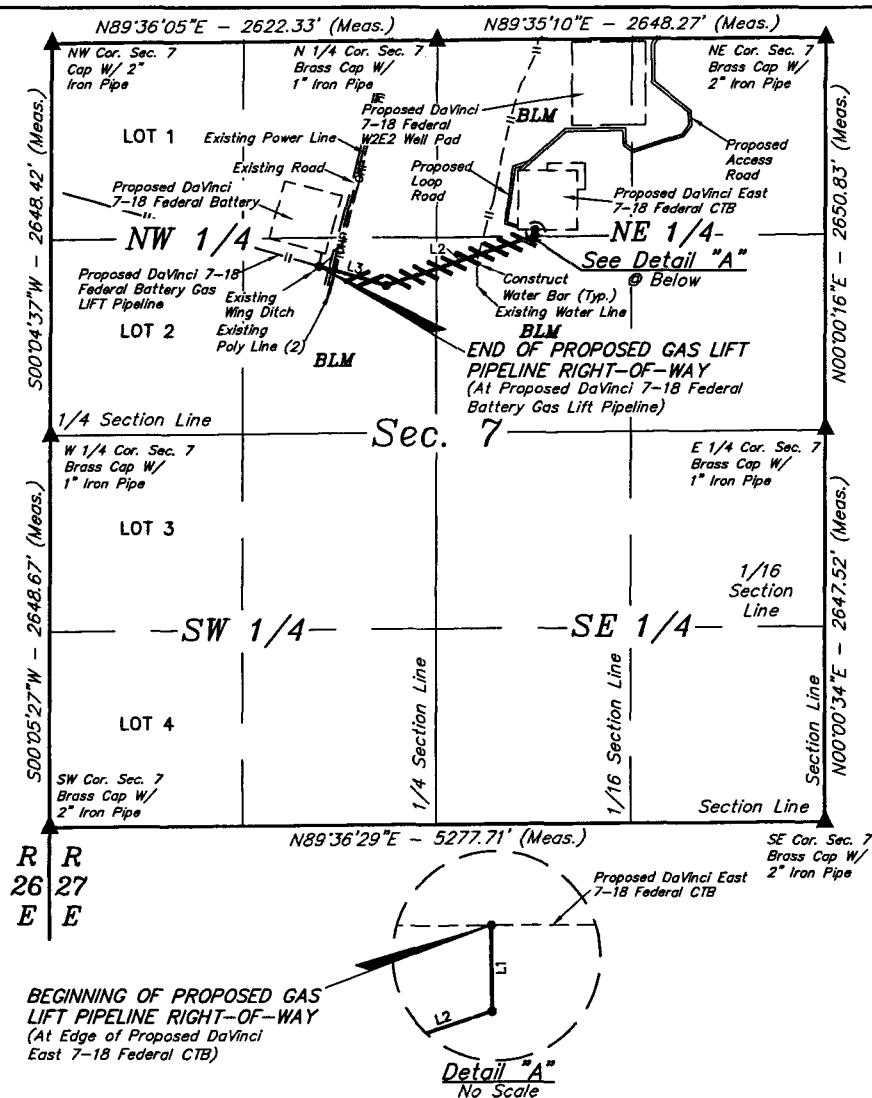 N89°36'05"E - 2622.33' (Meas.)
N89°35'10"E - 2648.27' (Meas.)
NW Cor. Sec. 7
Cap W/ 2"
Iron Pipe
N 1/4 Cor. Sec. 7
Brass Cap W/
1" Iron Pipe
NE Cor. Sec. 7
Brass Cap W/
2" Iron Pipe
S00°04'37"W - 2648.42' (Meas.)
N00°00'16"E - 2650.83' (Meas.)
LOT 1
Existing Power Line
Existing Road
Proposed DaVinci
7-18 Federal
W2E2 Well Pad
BLM
Proposed
Access
Road
Proposed
Loop
Road
Proposed DaVinci
7-18 Federal Battery
Proposed DaVinci East
7-18 Federal CTB
NW 1/4
NE 1/4
L2
L3
See Detail "A"
@ Below
Proposed DaVinci 7-18
Federal Battery Gas
LIFT Pipeline
Existing
Wing Ditch
Existing
Poly Line (2)
Construct
Water Bar (Typ.)
Existing Water Line
LOT 2
BLM
BLM
END OF PROPOSED GAS LIFT
PIPELINE RIGHT-OF-WAY
(At Proposed DaVinci 7-18 Federal
Battery Gas Lift Pipeline)
1/4 Section Line
Sec. 7
W 1/4 Cor. Sec. 7
Brass Cap W/
1" Iron Pipe
E 1/4 Cor. Sec. 7
Brass Cap W/
1" Iron Pipe
S00°05'27"W - 2648.67' (Meas.)
N00°00'34"E - 2647.52' (Meas.)
LOT 3
1/16
Section
Line
SW 1/4
SE 1/4
LOT 4
1/4 Section Line
1/16 Section Line
Section Line
Section Line
SW Cor. Sec. 7
Brass Cap W/
2" Iron Pipe
N89°36'29"E - 5277.71' (Meas.)
SE Cor. Sec. 7
Brass Cap W/
2" Iron Pipe
R R
26 27
E E
Proposed DaVinci East
7-18 Federal CTB
L1
L2
BEGINNING OF PROPOSED GAS
LIFT PIPELINE RIGHT-OF-WAY
(At Edge of Proposed DaVinci
East 7-18 Federal CTB)
Detail "A"
No Scale